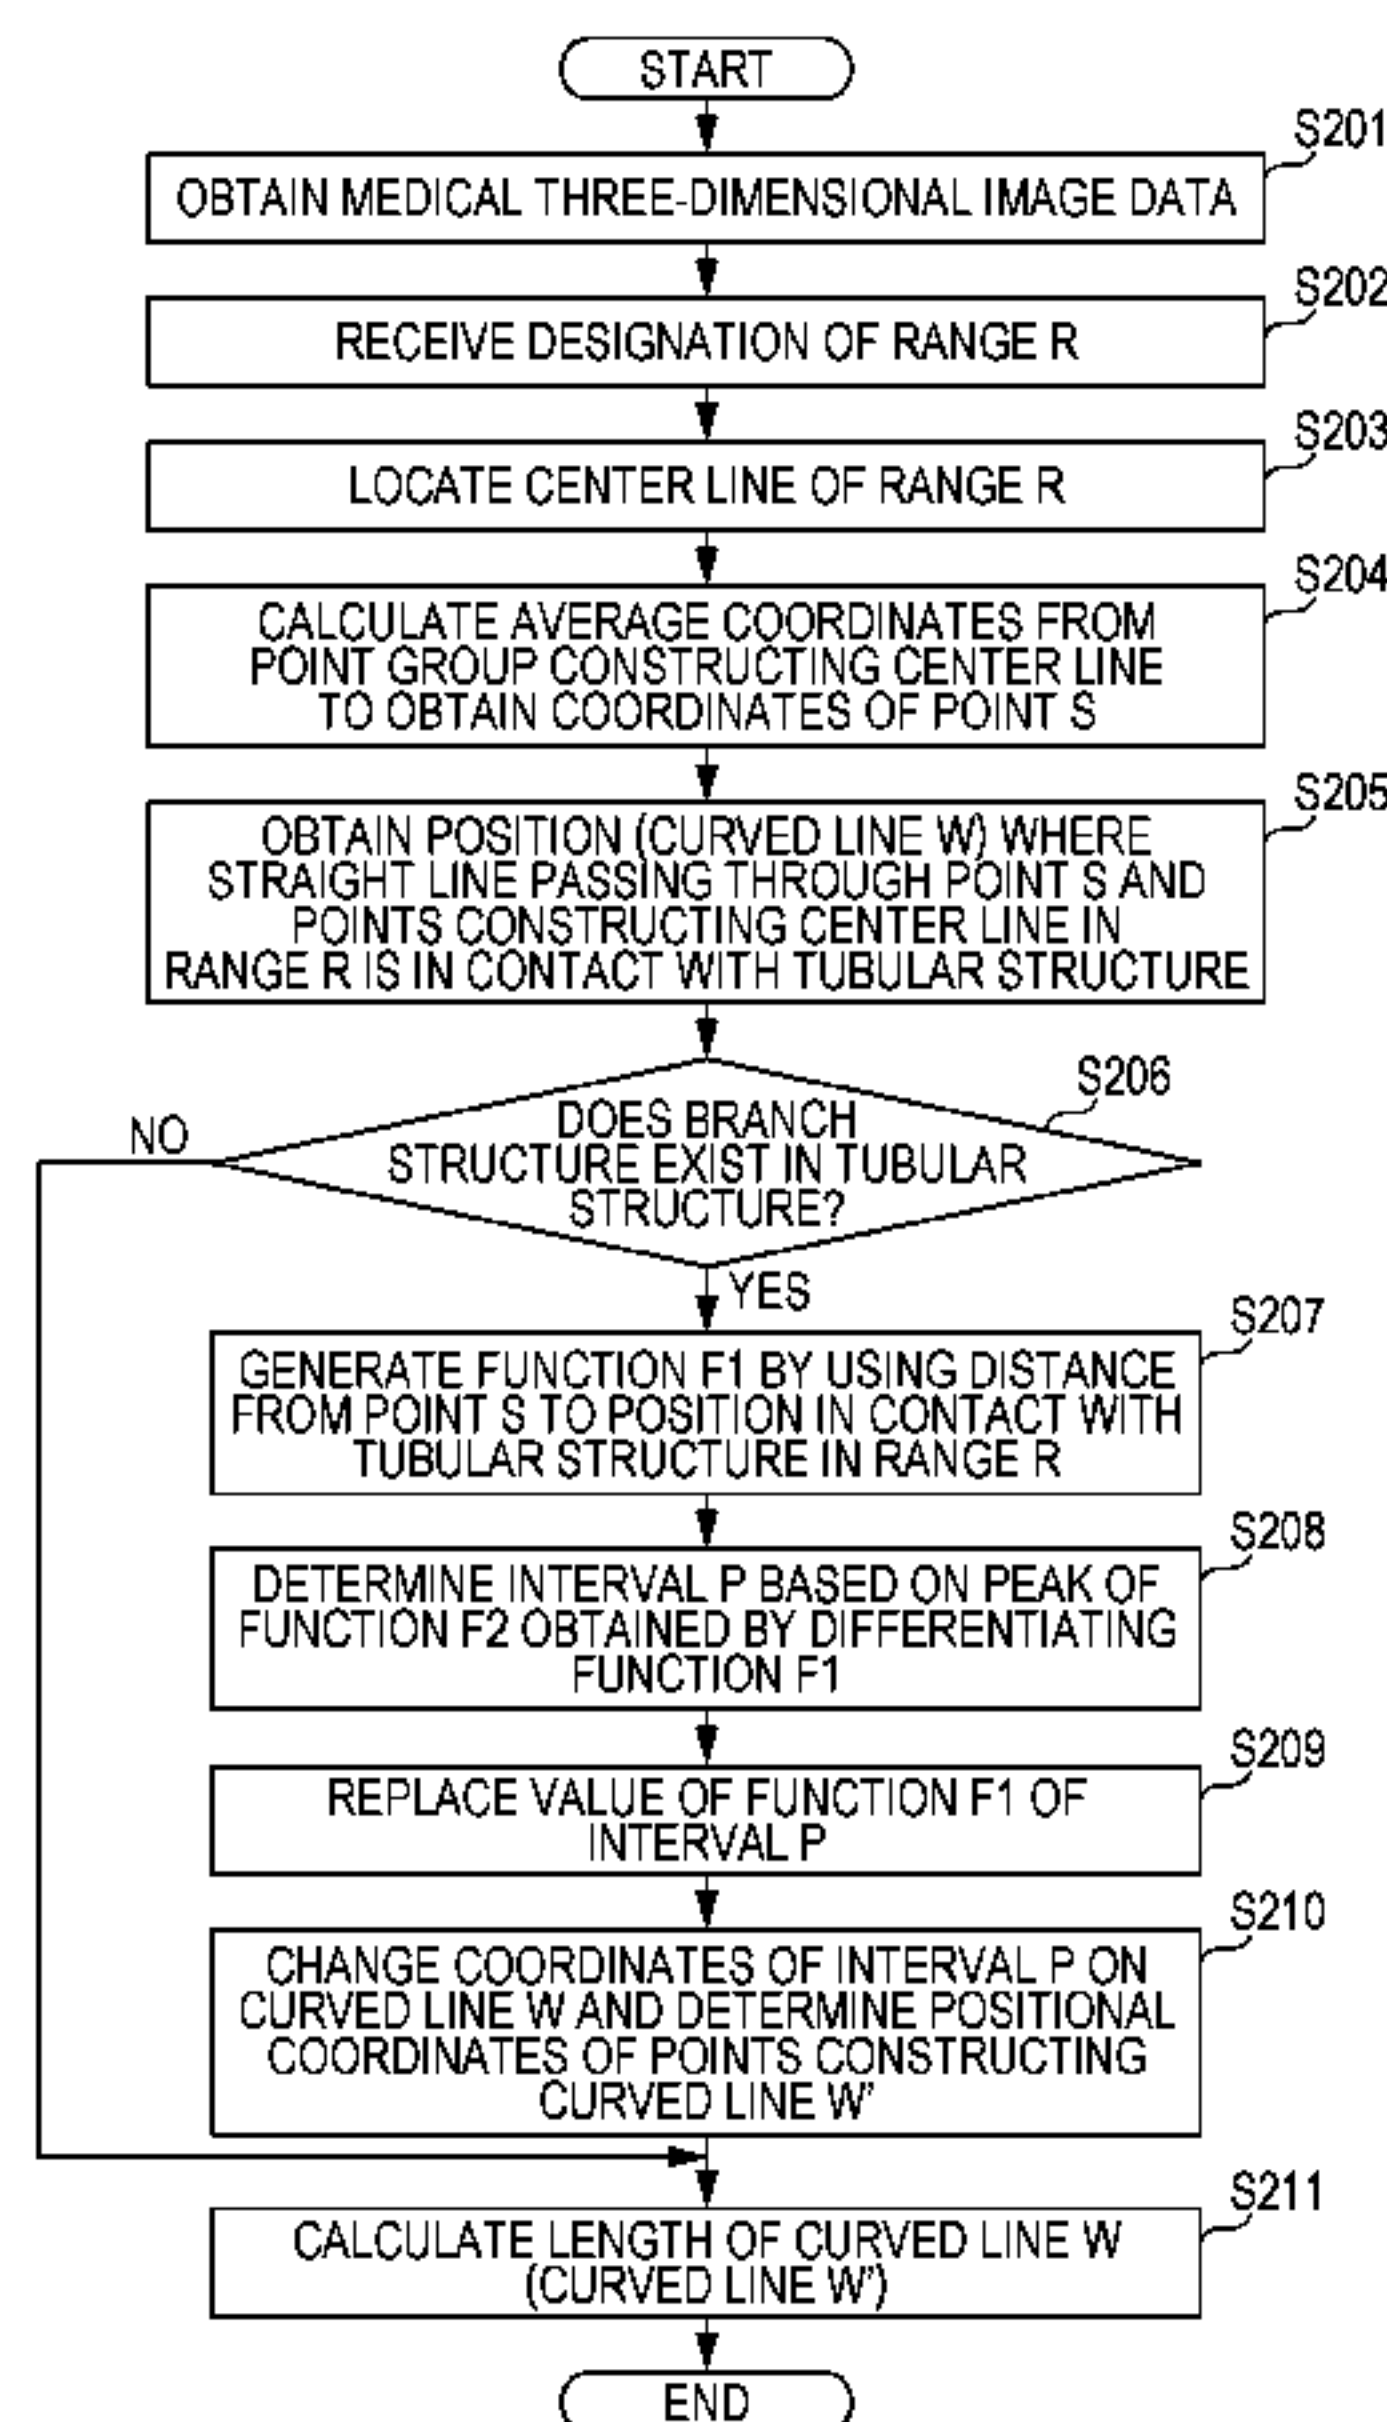 START
S201
OBTAIN MEDICAL THREE-DIMENSIONAL IMAGE DATA
S202
RECEIVE DESIGNATION OF RANGE R
S203
LOCATE CENTER LINE OF RANGE R
S204
CALCULATE AVERAGE COORDINATES FROM
POINT GROUP CONSTRUCTING CENTER LINE
TO OBTAIN COORDINATES OF POINT S
S205
OBTAIN POSITION (CURVED LINE W) WHERE
STRAIGHT LINE PASSING THROUGH POINT S AND
POINTS CONSTRUCTING CENTER LINE IN
RANGE R IS IN CONTACT WITH TUBULAR STRUCTURE
S206
NO
DOES BRANCH
STRUCTURE EXIST IN TUBULAR
STRUCTURE?
YES
S207
GENERATE FUNCTION F1 BY USING DISTANCE
FROM POINT S TO POSITION IN CONTACT WITH
TUBULAR STRUCTURE IN RANGE R
S208
DETERMINE INTERVAL P BASED ON PEAK OF
FUNCTION F2 OBTAINED BY DIFFERENTIATING
FUNCTION F1
S209
REPLACE VALUE OF FUNCTION F1 OF
INTERVAL P
S210
CHANGE COORDINATES OF INTERVAL P ON
CURVED LINE W AND DETERMINE POSITIONAL
COORDINATES OF POINTS CONSTRUCTING
CURVED LINE W'
S211
CALCULATE LENGTH OF CURVED LINE W
(CURVED LINE W')
END